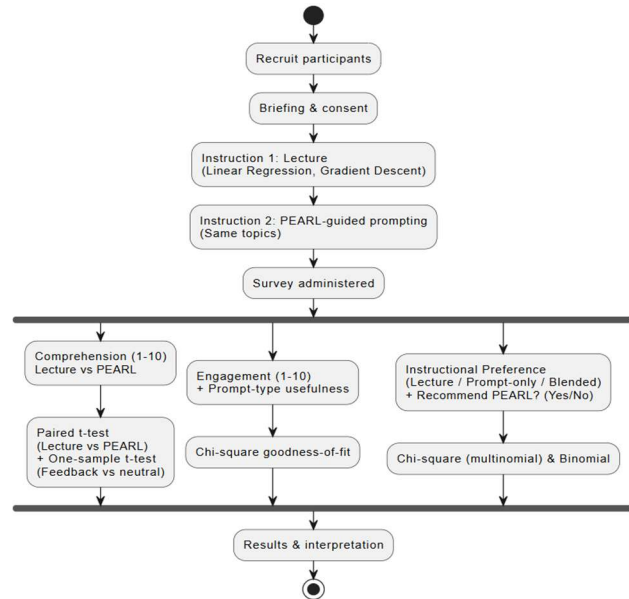 Recruit participants
Briefing & consent
Instruction 1: Lecture
(Linear Regression, Gradient Descent)
Instruction 2: PEARL-guided prompting
(Same topics)
Survey administered
Comprehension (1-10)
Lecture vs PEARL
Paired t-test
(Lecture vs PEARL)
+ One-sample t-test
(Feedback vs neutral)
Engagement (1-10)
+ Prompt-type usefulness
Chi-square goodness-of-fit
Instructional Preference
(Lecture / Prompt-only / Blended)
+ Recommend PEARL? (Yes/No)
Chi-square (multinomial) & Binomial
Results & interpretation